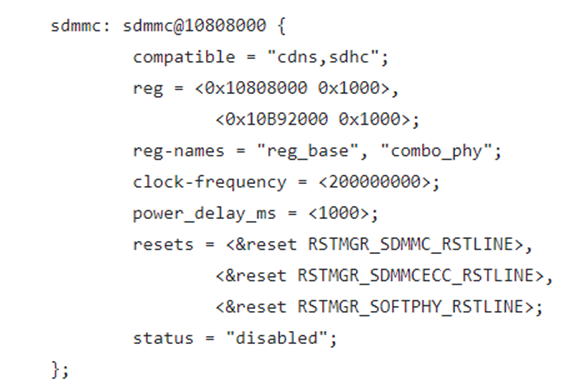 sdmmc: sdmmc@10808000 {
compatible = "cdns,sdhc";
reg = <0x10808000 0x1000>,
<0x10B92000 0x1000>;
reg-names = "reg_base", "combo_phy";
clock-frequency = <200000000>;
power_delay_ms = <1000>;
resets = <&reset RSTMGR_SDMMC_RSTLINE>,
<&reset RSTMGR_SDMMCECC_RSTLINE>,
<&reset RSTMGR_SOFTPHY_RSTLINE>;
status = "disabled";
};